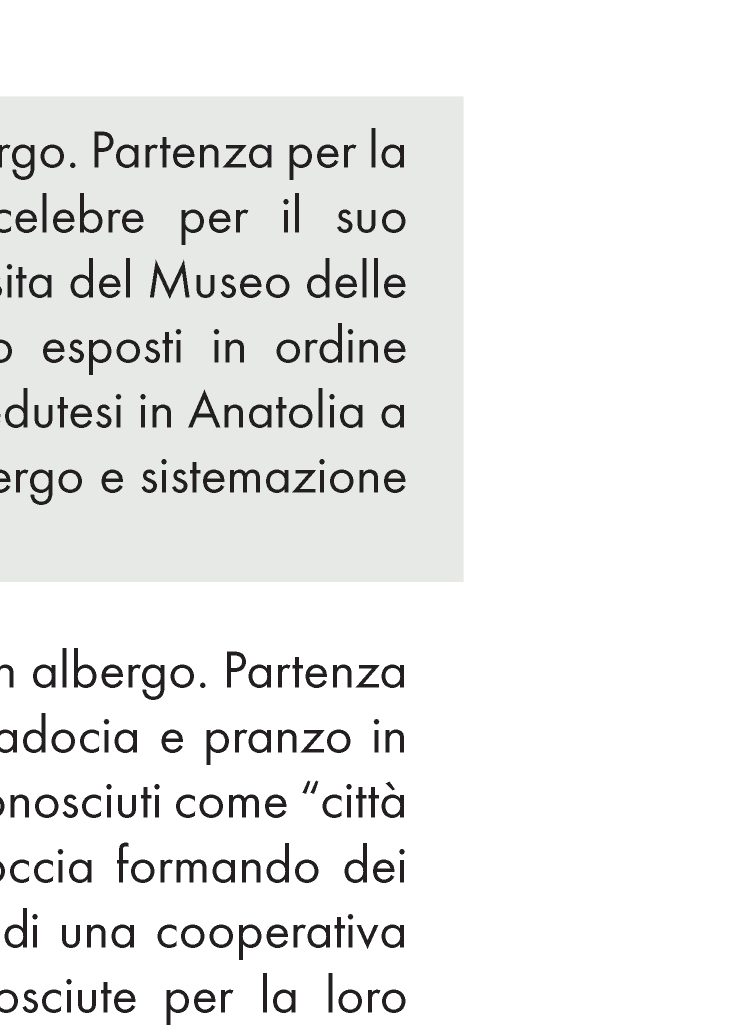 rgo. Partenza per la
celebre per il suo
sita del Museo delle
o esposti in ordine
edutesi in Anatolia a
ergo e sistemazione
n albergo. Partenza
adocia e pranzo in
onosciuti come “città
occia formando dei
di una cooperativa
osciute per la loro